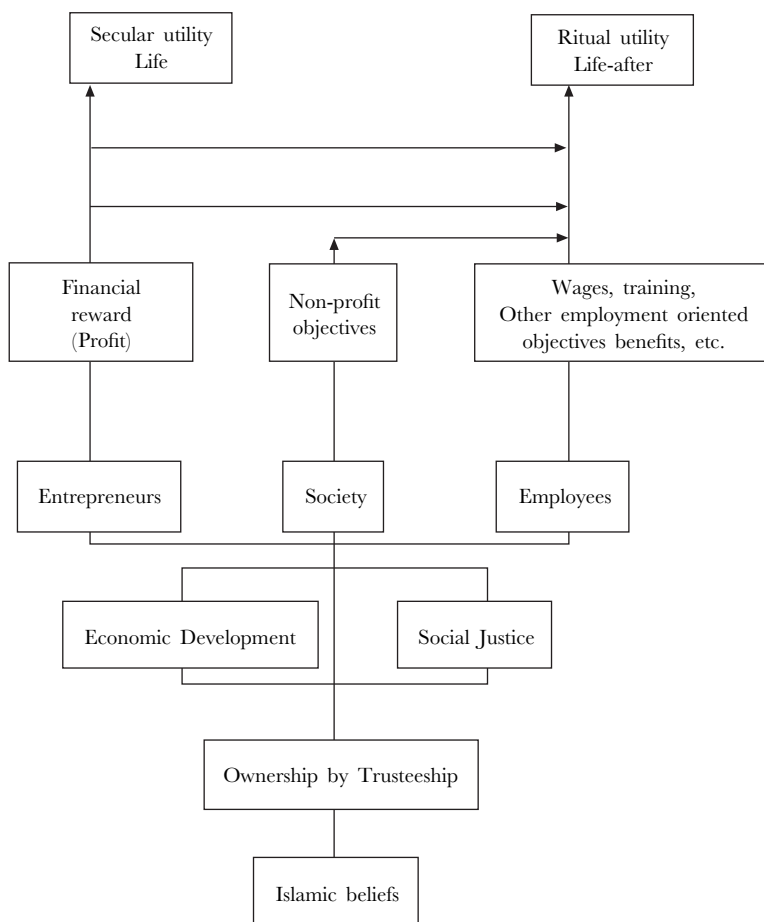 Secular utility
Life
Ritual utility
Life-after
Financial
reward
(Profit)
Non-profit
objectives
Wages, training,
Other employment oriented
objectives benefits, etc.
Entrepreneurs
Society
Employees
Economic Development
Social Justice
Ownership by Trusteeship
Islamic beliefs